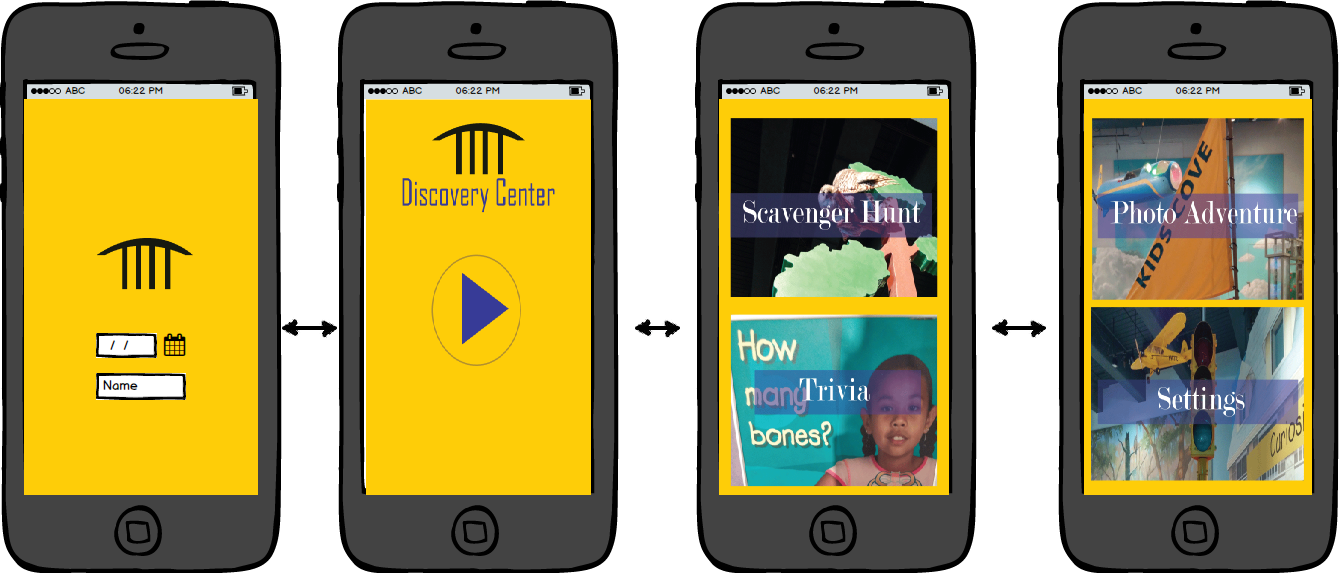 ABC 06:22 PM
/ /
Name
ABC 06:22 PM
Discovery Center
ABC 06:22 PM
Scavenger Hunt
How
many
bones?
Trivia
ABC 06:22 PM
KIDS COVE
Photo Adventure
Settings